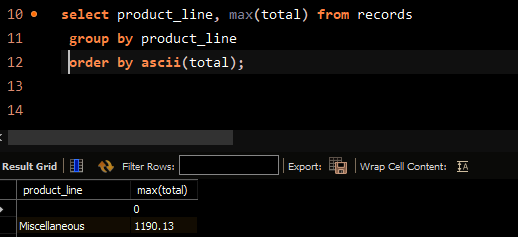 10 select product_line, max(total) from records
11 group by product_line
12 order by ascii(total);
13
14
Result Grid Filter Rows: Export: Wrap Cell Content:
product_line max(total)
0
Miscellaneous 1190.13